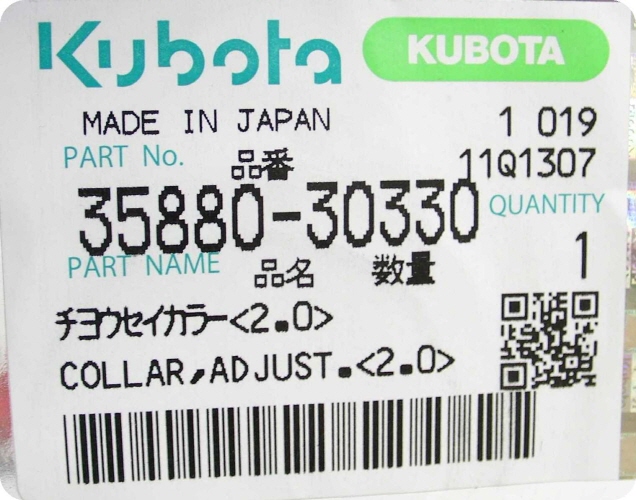 Kubota KUBOTA
MADE IN JAPAN 1 019
PART No. 品番 11Q1307
35880-30330 QUANTITY
PART NAME 品名 数量 1
チヨウセイカラー<2.0>
COLLAR,ADJUST.<2.0>